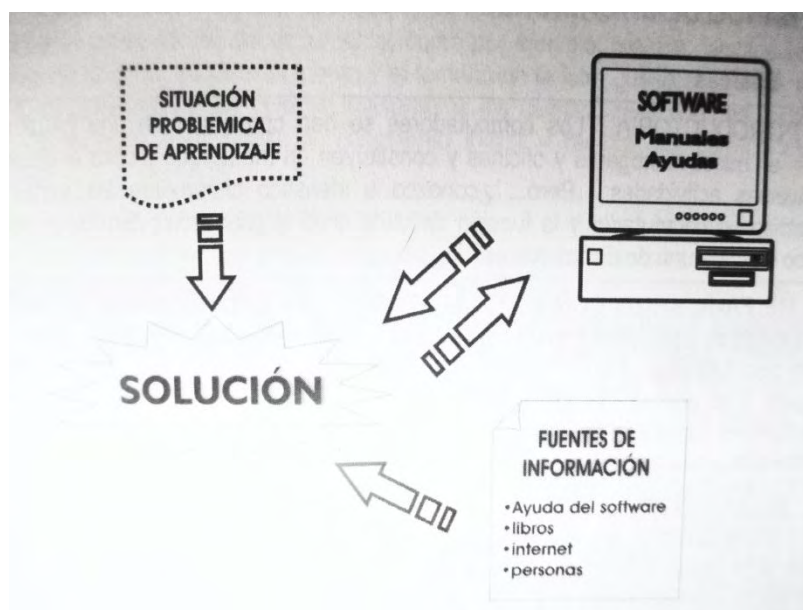 SITUACIÓN
PROBLEMICA
DE APRENDIZAJE
SOFTWARE
Manuales
Ayudas
SOLUCIÓN
FUENTES DE
INFORMACIÓN
•Ayuda del software
•libros
•internet
•personas